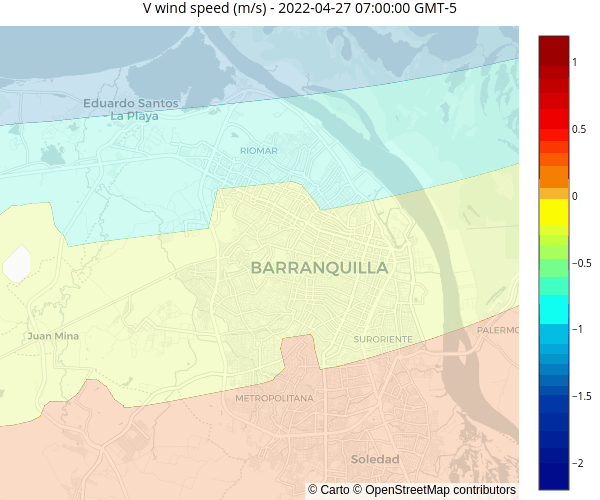 V wind speed (m/s) - 2022-04-27 07:00:00 GMT-5
Eduardo Santos
La Playa
RIOMAR
BARRANQUILLA
Juan Mina
SURORIENTE
PALERMO
METROPOLITANA
Soledad
1
0.5
0
−0.5
−1
−1.5
−2
© Carto © OpenStreetMap contributors